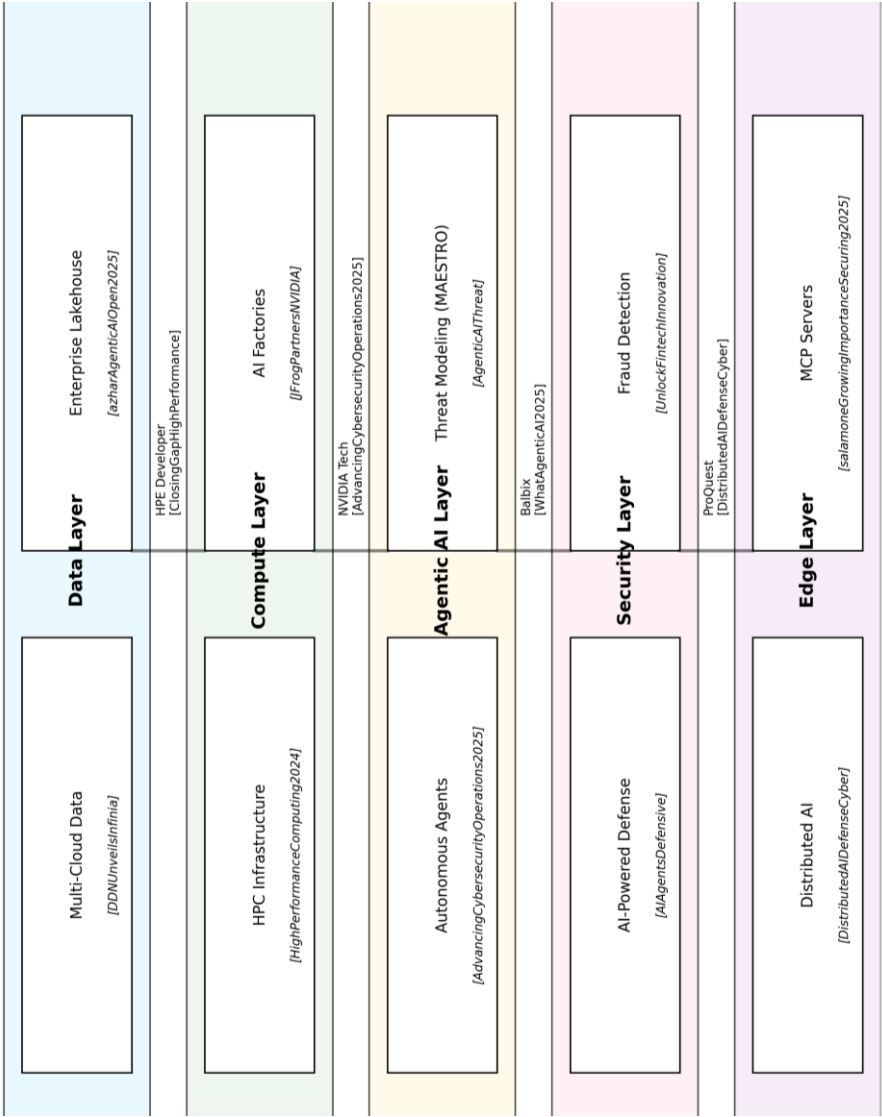 Data Layer
Multi-Cloud Data
[DDNUnveilsInfinia]
Enterprise Lakehouse
[azharAgenticAIOpen2025]
HPE Developer
[ClosingGapHighPerformance]
Compute Layer
HPC Infrastructure
[HighPerformanceComputing2024]
AI Factories
[JFrogPartnersNVIDIA]
NVIDIA Tech
[AdvancingCybersecurityOperations2025]
Agentic AI Layer
Autonomous Agents
[AdvancingCybersecurityOperations2025]
Threat Modeling (MAESTRO)
[AgenticAIThreat]
Balbix
[WhatAgenticAI2025]
Security Layer
AI-Powered Defense
[AIAgentsDefensive]
Fraud Detection
[UnlockFintechInnovation]
ProQuest
[DistributedAIDefenseCyber]
Edge Layer
Distributed AI
[DistributedAIDefenseCyber]
MCP Servers
[salamoneGrowingImportanceSecuring2025]